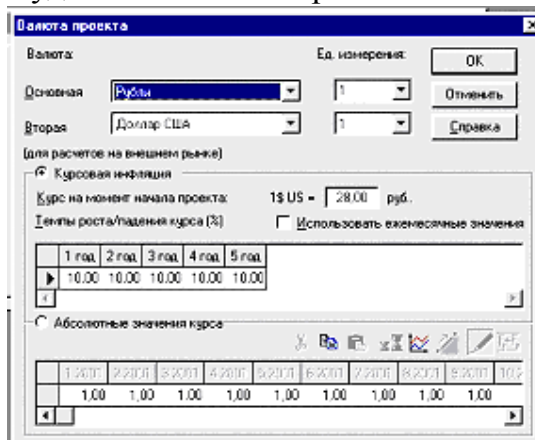 Валюта проекта
Валюта: Ед. измерения:
Основная Рубли 1 OK
Вторая Доллар США 1 Отменить
Справка
(для расчетов на внешнем рынке)
Курсовая инфляция
Курс на момент начала проекта: 1$ US = 28,00 руб.
Темпы роста/падения курса (%) Использовать ежемесячные значения
1 год 2 год 3 год 4 год 5 год
10.00 10.00 10.00 10.00 10.00
Абсолютные значения курса
1.2001 2.2001 3.2001 4.2001 5.2001 6.2001 7.2001 8.2001 9.2001
1,00 1,00 1,00 1,00 1,00 1,00 1,00 1,00 1,00